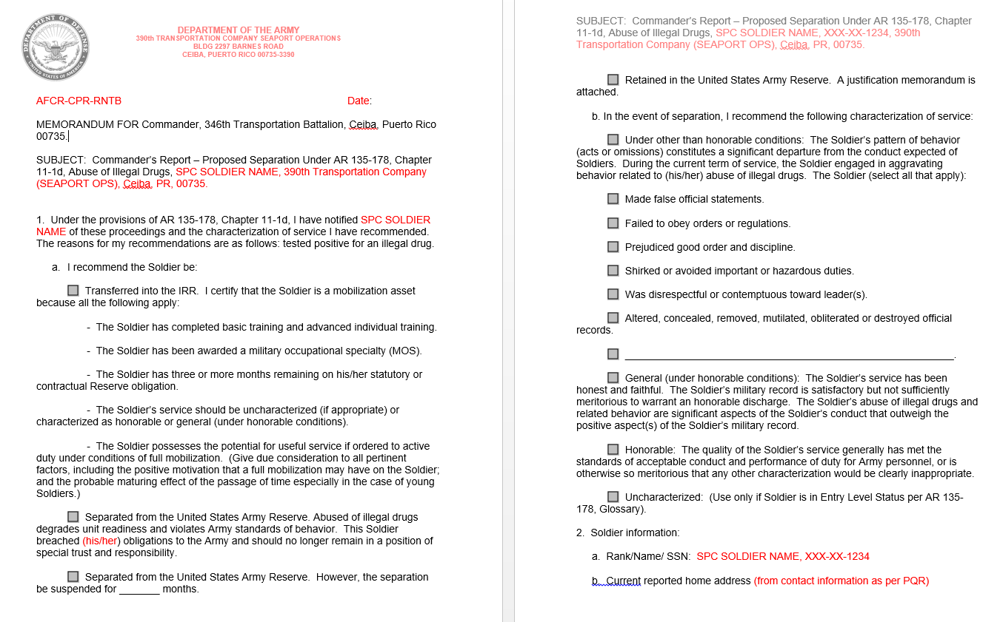 DEPARTMENT OF DEFENSE
UNITED STATES OF AMERICA
DEPARTMENT OF THE ARMY
390th TRANSPORTATION COMPANY SEAPORT OPERATIONS
BLDG 2297 BARNES ROAD
CEIBA, PUERTO RICO 00735-3390
AFCR-CPR-RNTB Date:
MEMORANDUM FOR Commander, 346th Transportation Battalion, Ceiba, Puerto Rico
00735.
SUBJECT: Commander's Report – Proposed Separation Under AR 135-178, Chapter
11-1d, Abuse of Illegal Drugs, SPC SOLDIER NAME, 390th Transportation Company
(SEAPORT OPS), Ceiba, PR, 00735.
1. Under the provisions of AR 135-178, Chapter 11-1d, I have notified SPC SOLDIER
NAME of these proceedings and the characterization of service I have recommended.
The reasons for my recommendations are as follows: tested positive for an illegal drug.
a. I recommend the Soldier be:
Transferred into the IRR. I certify that the Soldier is a mobilization asset
because all the following apply:
- The Soldier has completed basic training and advanced individual training.
- The Soldier has been awarded a military occupational specialty (MOS).
- The Soldier has three or more months remaining on his/her statutory or
contractual Reserve obligation.
- The Soldier's service should be uncharacterized (if appropriate) or
characterized as honorable or general (under honorable conditions).
- The Soldier possesses the potential for useful service if ordered to active
duty under conditions of full mobilization. (Give due consideration to all pertinent
factors, including the positive motivation that a full mobilization may have on the Soldier;
and the probable maturing effect of the passage of time especially in the case of young
Soldiers.)
Separated from the United States Army Reserve. Abused of illegal drugs
degrades unit readiness and violates Army standards of behavior. This Soldier
breached (his/her) obligations to the Army and should no longer remain in a position of
special trust and responsibility.
Separated from the United States Army Reserve. However, the separation
be suspended for _______ months.
SUBJECT: Commander's Report – Proposed Separation Under AR 135-178, Chapter
11-1d, Abuse of Illegal Drugs, SPC SOLDIER NAME, XXX-XX-1234, 390th
Transportation Company (SEAPORT OPS), Ceiba, PR, 00735.
Retained in the United States Army Reserve. A justification memorandum is
attached.
b. In the event of separation, I recommend the following characterization of service:
Under other than honorable conditions: The Soldier's pattern of behavior
(acts or omissions) constitutes a significant departure from the conduct expected of
Soldiers. During the current term of service, the Soldier engaged in aggravating
behavior related to (his/her) abuse of illegal drugs. The Soldier (select all that apply):
Made false official statements.
Failed to obey orders or regulations.
Prejudiced good order and discipline.
Shirked or avoided important or hazardous duties.
Was disrespectful or contemptuous toward leader(s).
Altered, concealed, removed, mutilated, obliterated or destroyed official
records.
_________________________________________________________.
General (under honorable conditions): The Soldier's service has been
honest and faithful. The Soldier's military record is satisfactory but not sufficiently
meritorious to warrant an honorable discharge. The Soldier's abuse of illegal drugs and
related behavior are significant aspects of the Soldier's conduct that outweigh the
positive aspect(s) of the Soldier's military record.
Honorable: The quality of the Soldier's service generally has met the
standards of acceptable conduct and performance of duty for Army personnel, or is
otherwise so meritorious that any other characterization would be clearly inappropriate.
Uncharacterized: (Use only if Soldier is in Entry Level Status per AR 135-
178, Glossary).
2. Soldier information:
a. Rank/Name/ SSN: SPC SOLDIER NAME, XXX-XX-1234
b. Current reported home address (from contact information as per PQR)